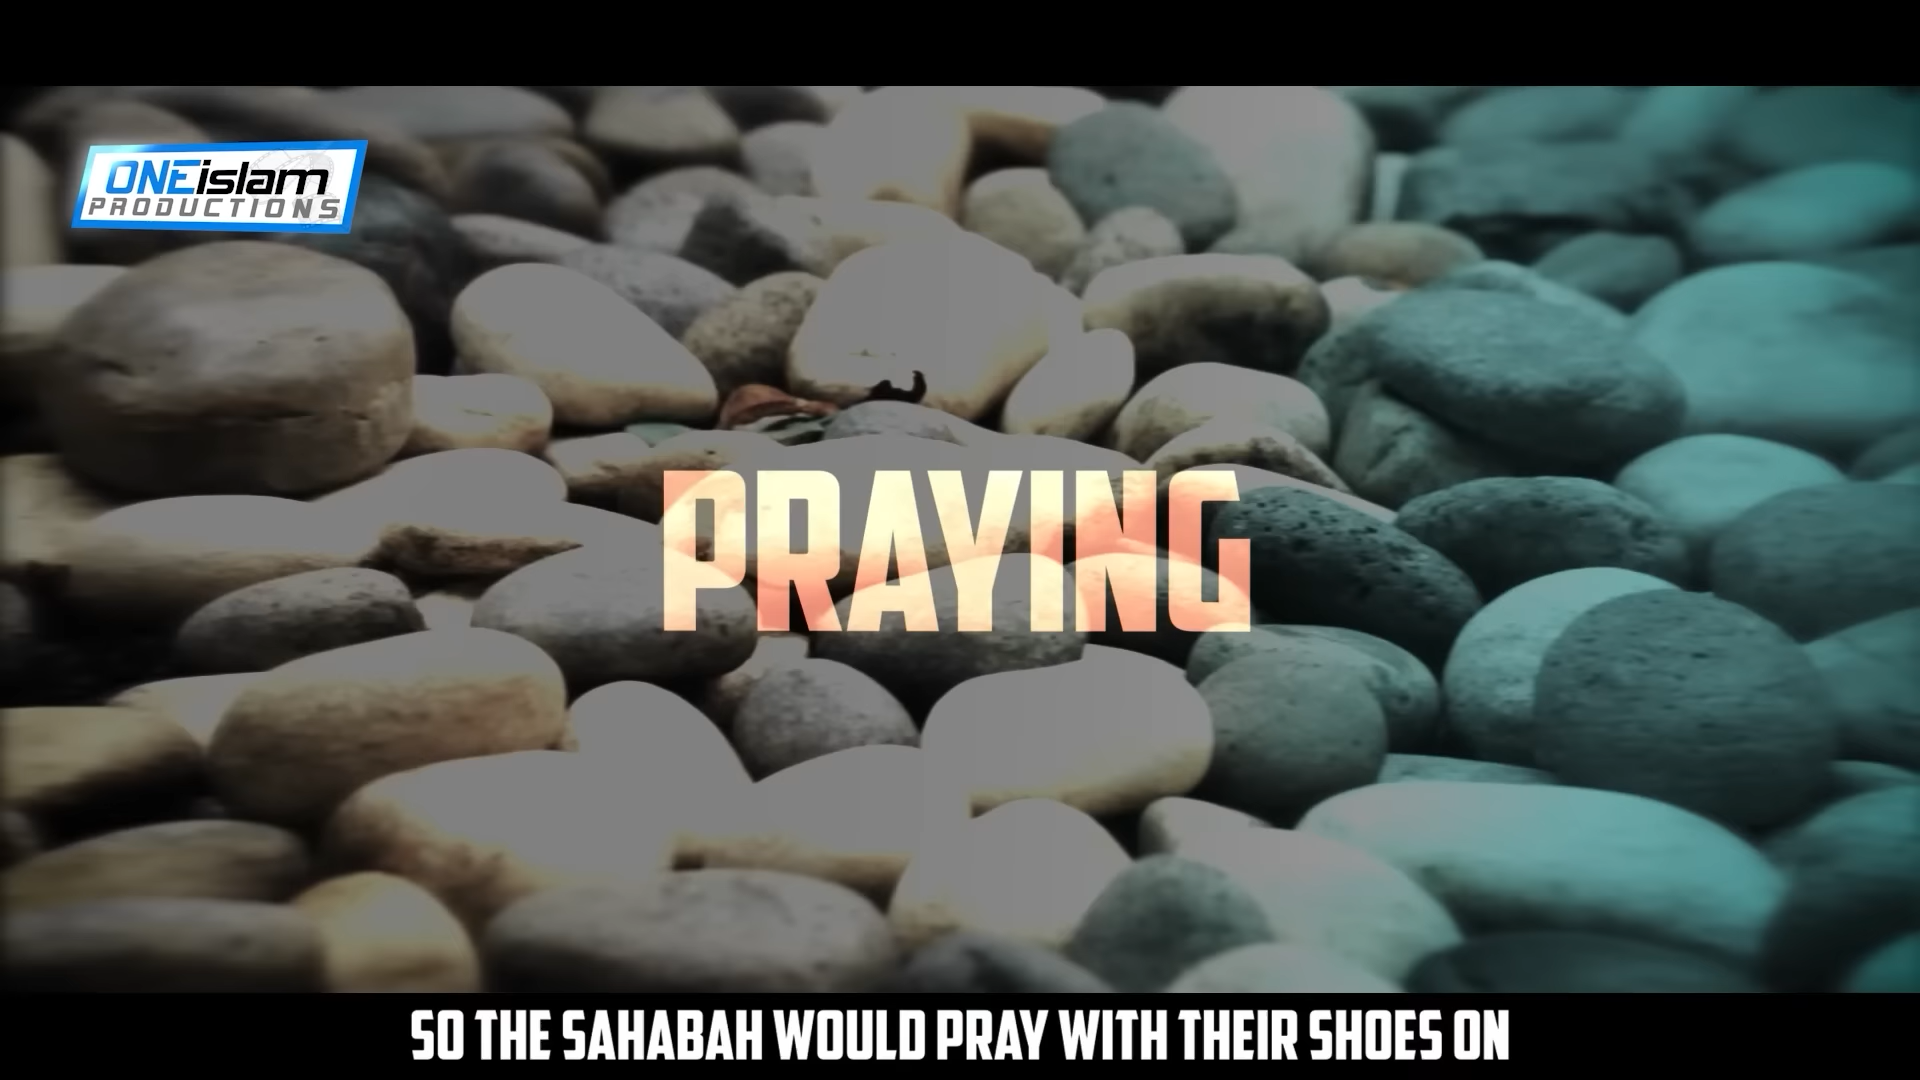 ONEislam
PRODUCTIONS
PRAYING
SO THE SAHABAH WOULD PRAY WITH THEIR SHOES ON